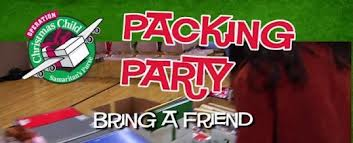 OPERATION
Christmas Child
Samaritan's Purse
PACKING
PARTY
BRING A FRIEND